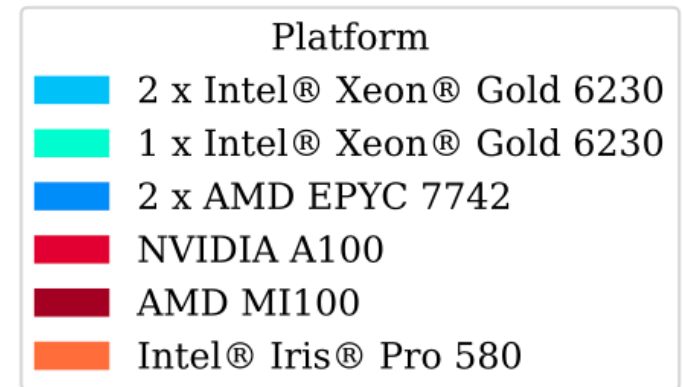 Platform
2 x Intel® Xeon® Gold 6230
1 x Intel® Xeon® Gold 6230
2 x AMD EPYC 7742
NVIDIA A100
AMD MI100
Intel® Iris® Pro 580